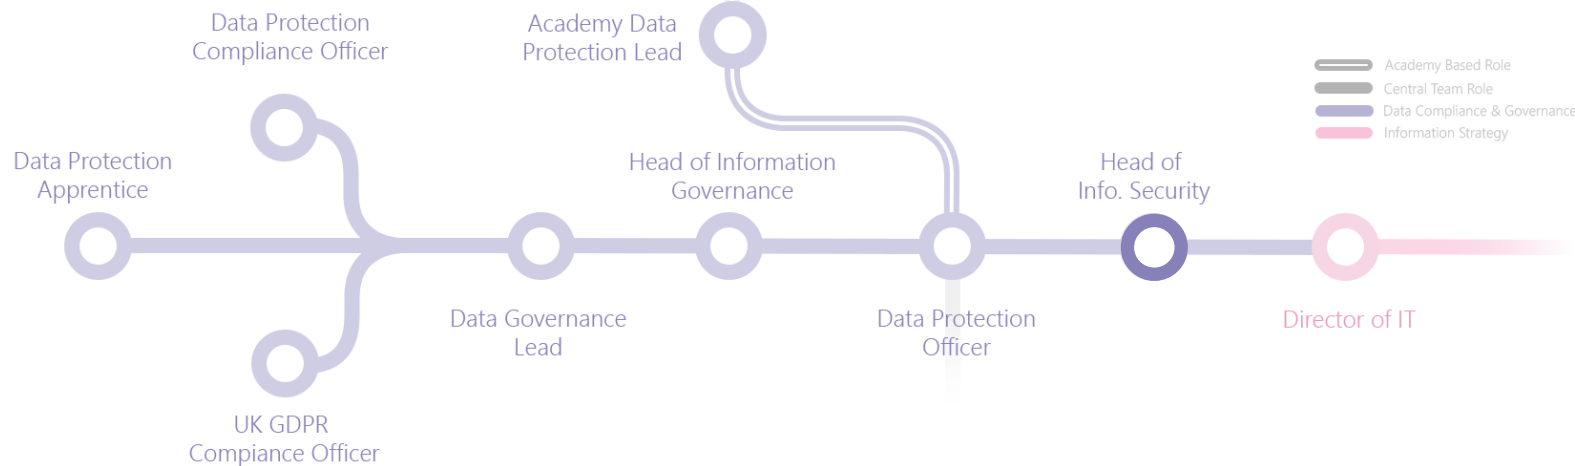 Data Protection
Compliance Officer
Academy Data
Protection Lead
Academy Based Role
Central Team Role
Data Compliance & Governance
Information Strategy
Data Protection
Apprentice
Head of Information
Governance
Head of
Info. Security
Data Governance
Lead
Data Protection
Officer
Director of IT
UK GDPR
Compiance Officer